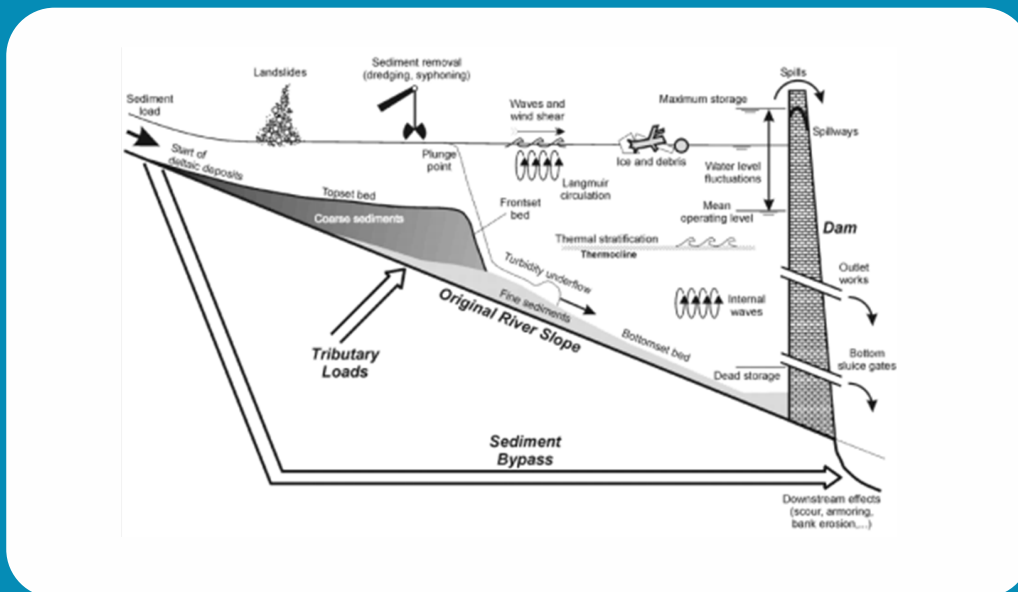 Sediment removal
(dredging, syphoning)
Landslides
Spills
Sediment
load
Waves and
wind shear
Maximum storage
Spillways
Start of
deltaic deposits
Plunge
point
Ice and debris
Water level
fluctuations
Langmuir
circulation
Topset bed
Coarse sediments
Frontset
bed
Mean
operating level
Dam
Thermal stratification
Thermocline
Turbidity underflow
Outlet
works
Fine sediments
Original River Slope
Internal
waves
Tributary
Loads
Bottomset bed
Bottom
sluice gates
Dead storage
Sediment
Bypass
Downstream effects
(scour, armoring,
bank erosion,...)